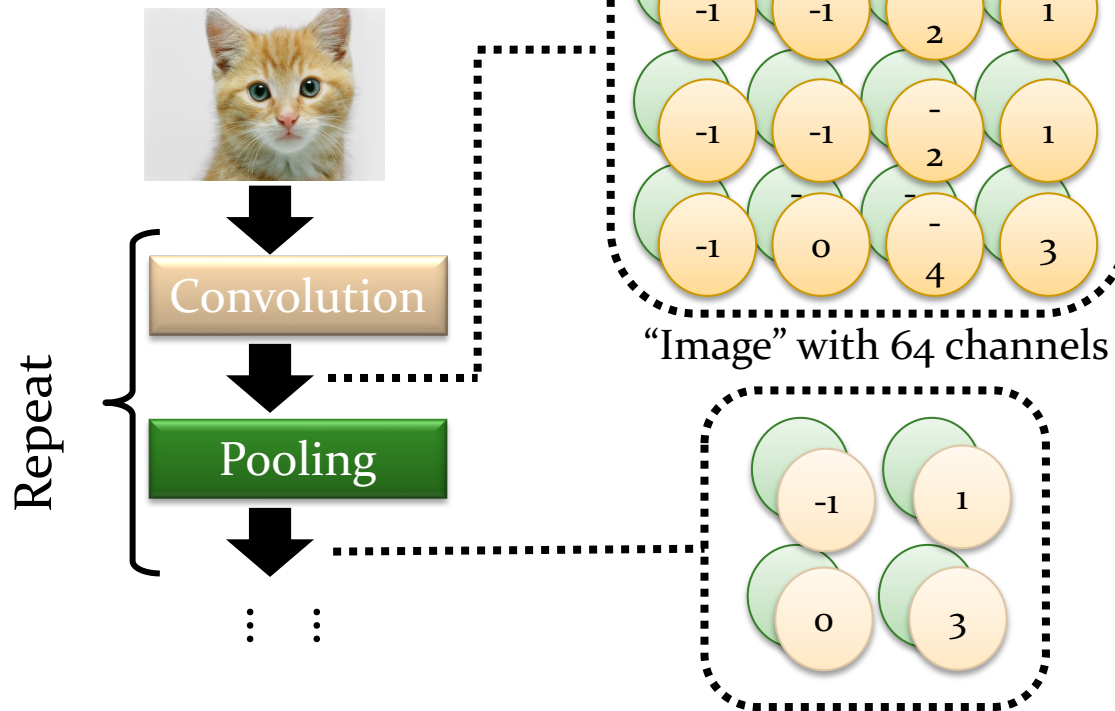 -1 -1 2 1
-1 -1 -
2 1
-1 0 -
4 3
Convolution
"Image" with 64 channels
Repeat
Pooling
-1 1
0 3